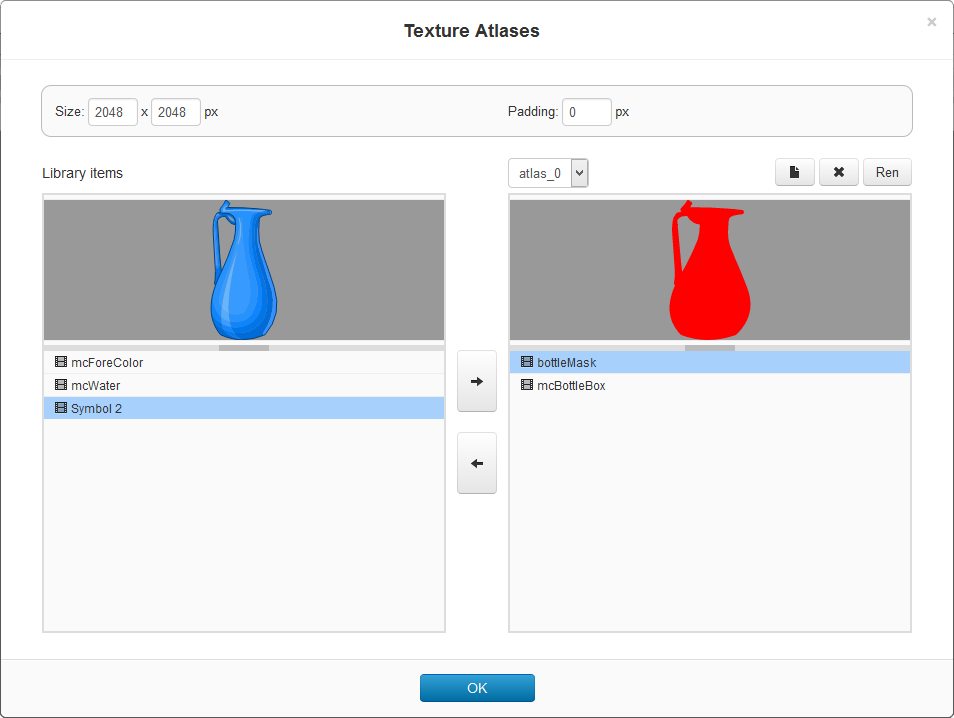 Texture Atlases
×
Size: 2048 x 2048 px
Padding: 0 px
Library items
atlas_0
Ren
mcForeColor
mcWater
Symbol 2
bottleMask
mcBottleBox
OK